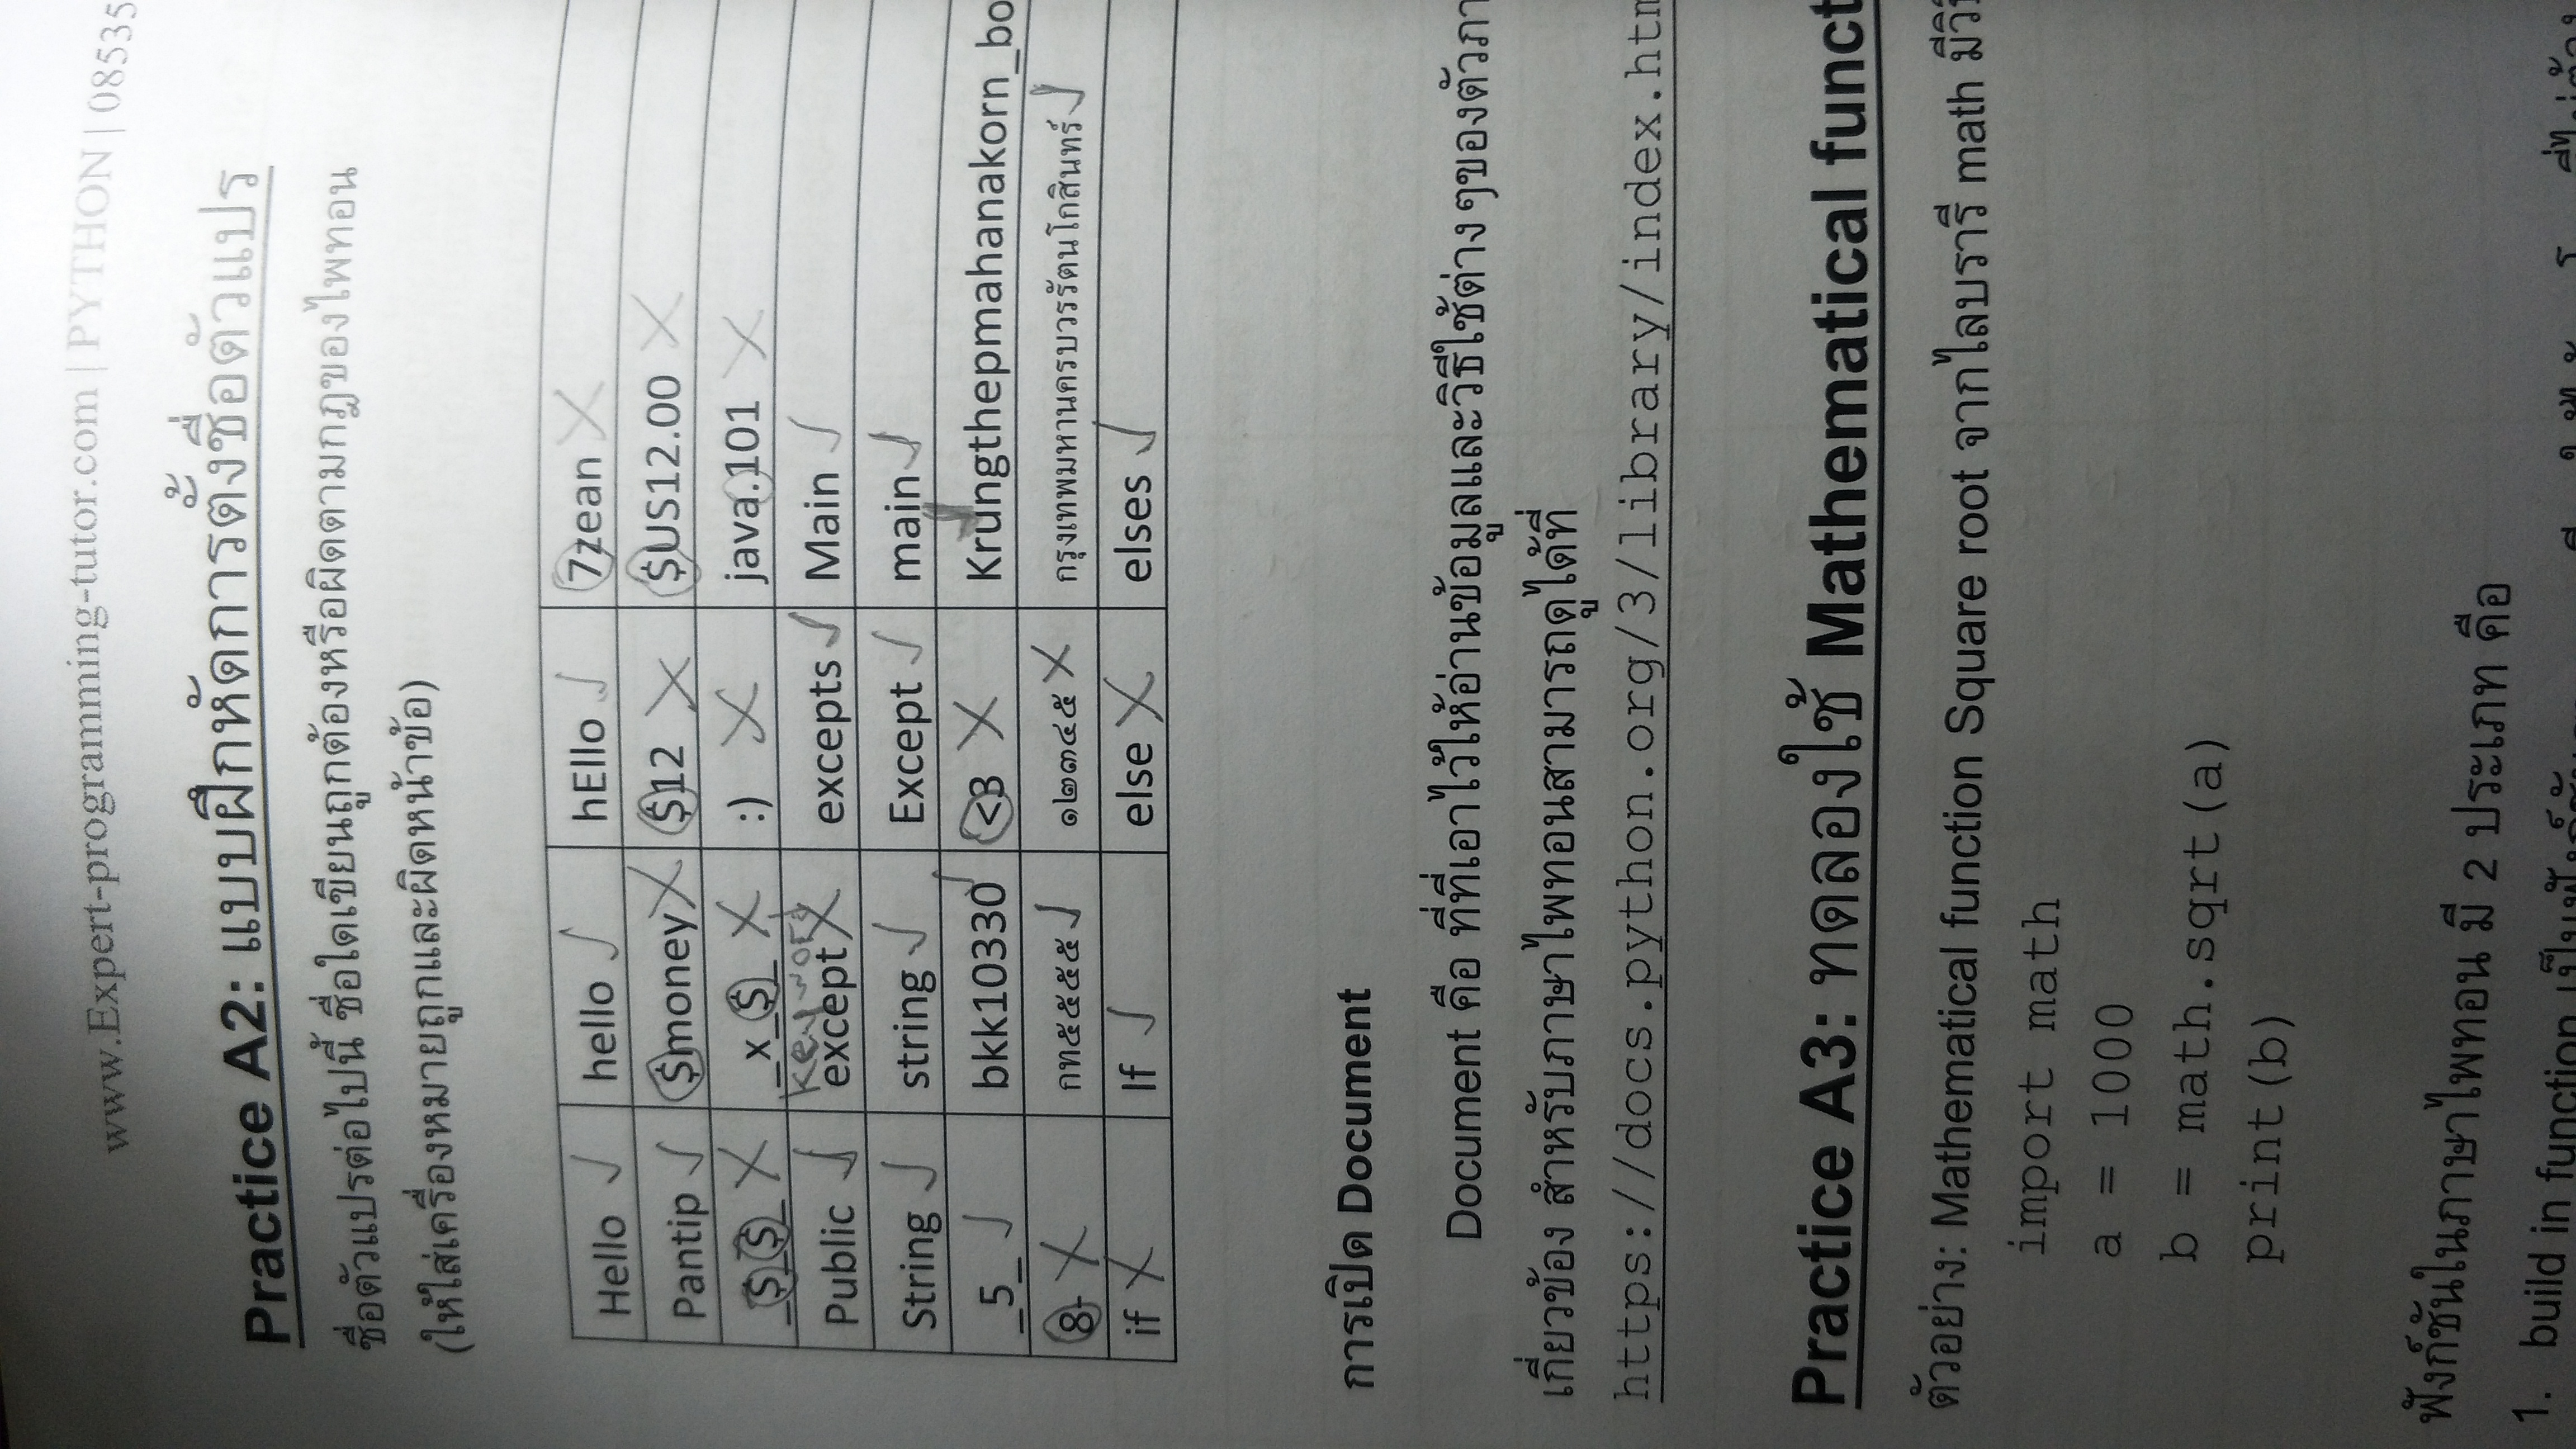 www.Expert-programming-tutor.com | PYTHON | 08535
Practice A2: แบบฝึกหัดการตั้งชื่อตัวแปร
ชื่อตัวแปรต่อไปนี้ ชื่อใดเขียนถูกต้องหรือผิดตามกฎของไพทอน
(ให้ใส่เครื่องหมายถูกและผิดหน้าข้อ)
Hello ✓ hello ✓ hEllo ✓ 7zean ✗
Pantip ✓ $money ✗ $12 ✗ $US12.00 ✗
_$_$_ ✗ _x_$_ ✗ :) ✗ java.101 ✗
Public ✓ except ✗ excepts ✓ Main ✓
String ✓ string ✓ Except ✓ main ✓
_5_ ✓ bkk10330 ✓ <3 ✗ Krungthepmahanakorn_bo
8+ ✗ กท๕๕๕๕ ✓ ๑๒๓๔๕ ✗ กรุงเทพมหานครบวรรัตนโกสินทร์ ✓
if ✗ If ✓ else ✗ elses ✓
การเปิด Document
Document คือ ที่ที่เอาไว้ให้อ่านข้อมูลและวิธีใช้ต่าง ๆของตัวภา
เกี่ยวข้อง สำหรับภาษาไพทอนสามารถดูได้ที่
https://docs.python.org/3/library/index.htm
Practice A3: ทดลองใช้ Mathematical funct
ตัวอย่าง: Mathematical function Square root จากไลบรารี math มีวิ
import math
a = 1000
b = math.sqrt(a)
print(b)
ฟังก์ชันในภาษาไพทอน มี 2 ประเภท คือ
1. build in function เป็นฟังก์ชัน